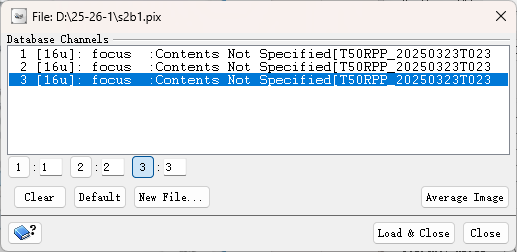 File: D:\25-26-1\s2b1.pix
Database Channels
1 [16u]: focus :Contents Not Specified[T50RPP_20250323T023
2 [16u]: focus :Contents Not Specified[T50RPP_20250323T023
3 [16u]: focus :Contents Not Specified[T50RPP_20250323T023
1 : 1 2 : 2 3 : 3
Clear Default New File... Average Image
? Load & Close Close